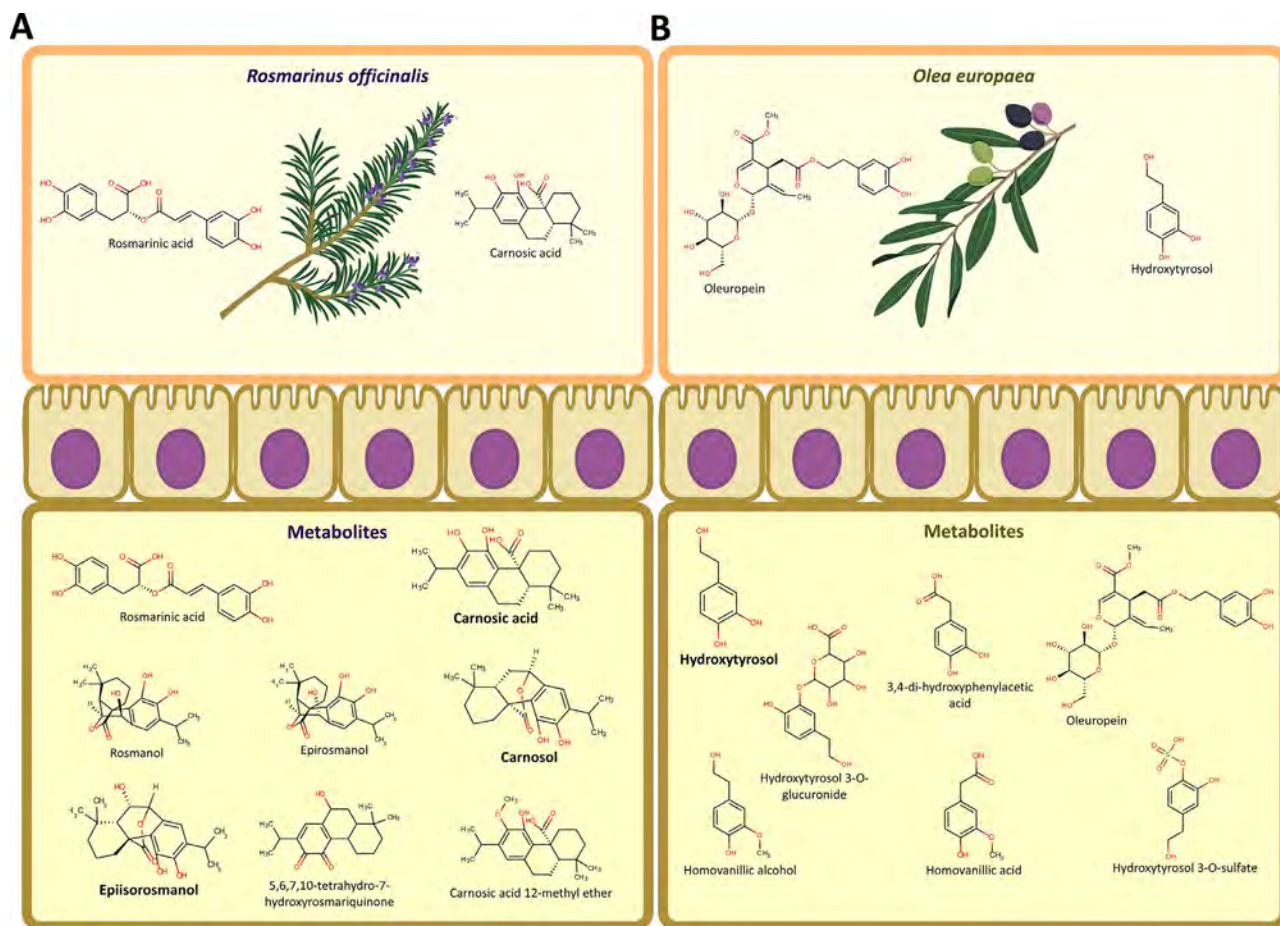 A
B
Rosmarinus officinalis
Rosmarinic acid
Carnosic acid
Olea europaea
Oleuropein
Hydroxytyrosol
Metabolites
Rosmarinic acid
Carnosic acid
Rosmanol
Epirosmanol
Carnosol
Epiisorosmanol
5,6,7,10-tetrahydro-7-
hydroxyrosmariquinone
Carnosic acid 12-methyl ether
Metabolites
Hydroxytyrosol
3,4-di-hydroxyphenylacetic
acid
Oleuropein
Hydroxytyrosol 3-O-
glucuronide
Homovanillic alcohol
Homovanillic acid
Hydroxytyrosol 3-O-sulfate